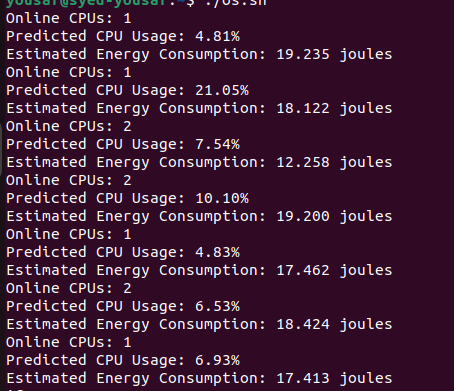 yousaf@syed-yousaf:~$ ./os.sh
Online CPUs: 1
Predicted CPU Usage: 4.81%
Estimated Energy Consumption: 19.235 joules
Online CPUs: 1
Predicted CPU Usage: 21.05%
Estimated Energy Consumption: 18.122 joules
Online CPUs: 2
Predicted CPU Usage: 7.54%
Estimated Energy Consumption: 12.258 joules
Online CPUs: 2
Predicted CPU Usage: 10.10%
Estimated Energy Consumption: 19.200 joules
Online CPUs: 1
Predicted CPU Usage: 4.83%
Estimated Energy Consumption: 17.462 joules
Online CPUs: 2
Predicted CPU Usage: 6.53%
Estimated Energy Consumption: 18.424 joules
Online CPUs: 1
Predicted CPU Usage: 6.93%
Estimated Energy Consumption: 17.413 joules